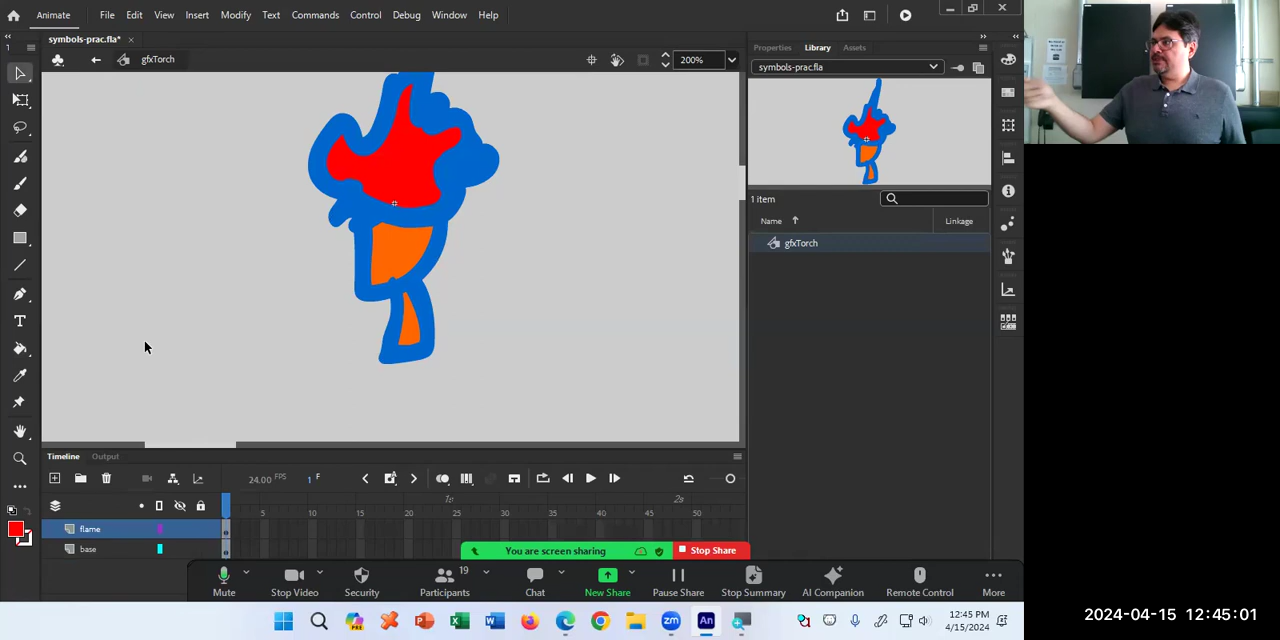 Animate File Edit View Insert Modify Text Commands Control Debug Window Help
symbols-prac.fla*
gfxTorch
200%
Properties Library Assets
symbols-prac.fla
1 item
Name Linkage
gfxTorch
Timeline Output
24.00 FPS 1 F
1s 2s
5 10 15 20 25 30 35 40 45 50
flame
base
You are screen sharing Stop Share
19
Mute Stop Video Security Participants Chat New Share Pause Share Stop Summary AI Companion Remote Control More
12:45 PM
4/15/2024
2024-04-15 12:45:01